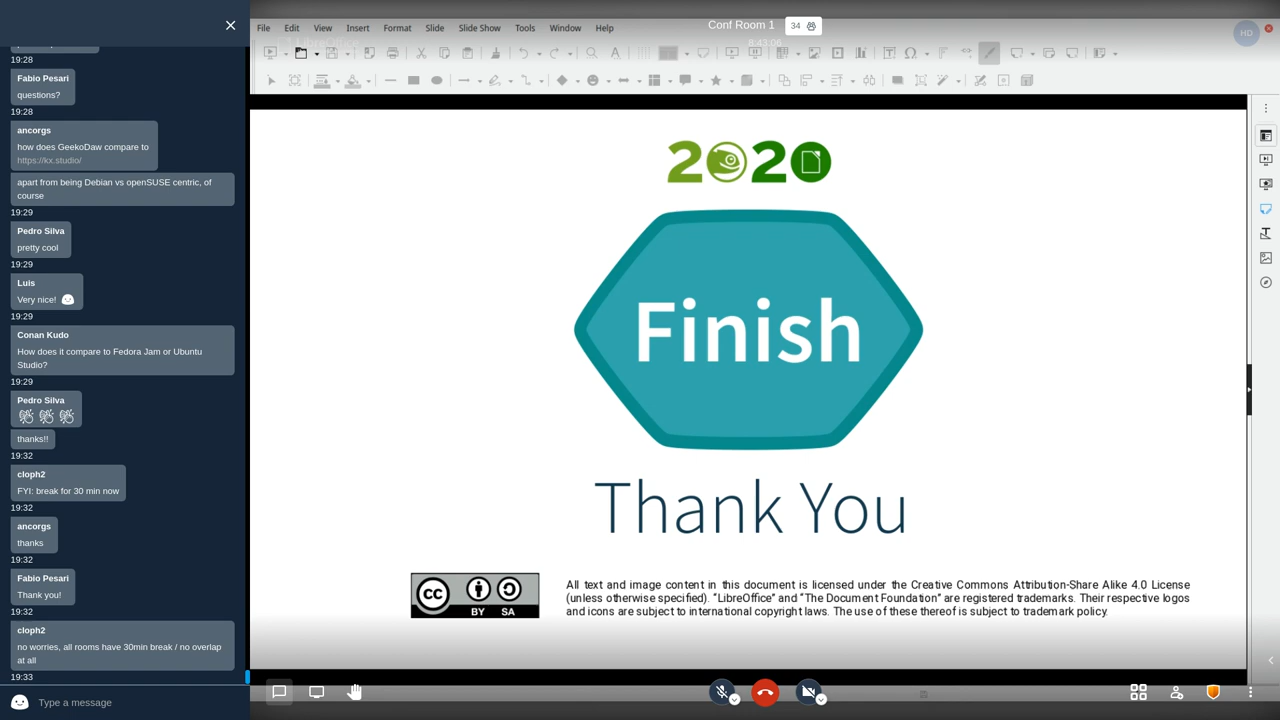 File Edit View Insert Format Slide Slide Show Tools Window Help
Conf Room 1
34
HD
19:28
Fabio Pesari
questions?
19:28
ancorgs
how does GeekoDaw compare to
https://kx.studio/
apart from being Debian vs openSUSE centric, of
course
19:29
Pedro Silva
pretty cool
19:29
Luis
Very nice!
19:29
Conan Kudo
How does it compare to Fedora Jam or Ubuntu
Studio?
19:29
Pedro Silva
thanks!!
19:32
cloph2
FYI: break for 30 min now
19:32
ancorgs
thanks
19:32
Fabio Pesari
Thank you!
19:32
cloph2
no worries, all rooms have 30min break / no overlap
at all
19:33
Type a message
2020
Finish
Thank You
CC BY SA
All text and image content in this document is licensed under the Creative Commons Attribution-Share Alike 4.0 License
(unless otherwise specified). "LibreOffice" and "The Document Foundation" are registered trademarks. Their respective logos
and icons are subject to international copyright laws. The use of these thereof is subject to trademark policy.